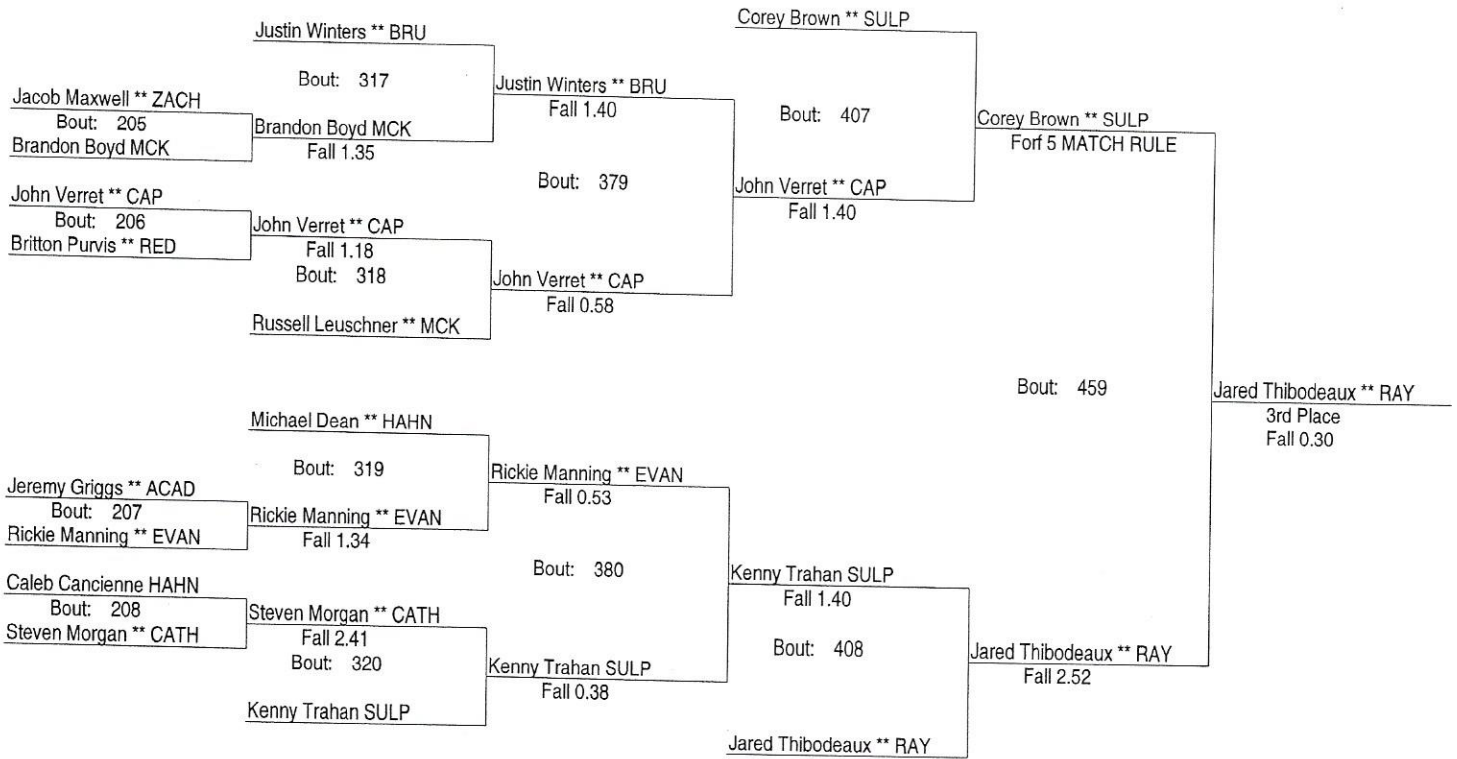 Justin Winters ** BRU
Bout: 317
Jacob Maxwell ** ZACH
Bout: 205
Brandon Boyd MCK
Brandon Boyd MCK
Fall 1.35
Justin Winters ** BRU
Fall 1.40
John Verret ** CAP
Bout: 206
Britton Purvis ** RED
John Verret ** CAP
Fall 1.18
Bout: 318
Russell Leuschner ** MCK
John Verret ** CAP
Fall 0.58
Bout: 379
Corey Brown ** SULP
Bout: 407
John Verret ** CAP
Fall 1.40
Corey Brown ** SULP
Forf 5 MATCH RULE
Michael Dean ** HAHN
Bout: 319
Jeremy Griggs ** ACAD
Bout: 207
Rickie Manning ** EVAN
Rickie Manning ** EVAN
Fall 1.34
Rickie Manning ** EVAN
Fall 0.53
Caleb Cancienne HAHN
Bout: 208
Steven Morgan ** CATH
Steven Morgan ** CATH
Fall 2.41
Bout: 320
Kenny Trahan SULP
Kenny Trahan SULP
Fall 0.38
Bout: 380
Kenny Trahan SULP
Fall 1.40
Bout: 408
Jared Thibodeaux ** RAY
Jared Thibodeaux ** RAY
Fall 2.52
Bout: 459
Jared Thibodeaux ** RAY
3rd Place
Fall 0.30